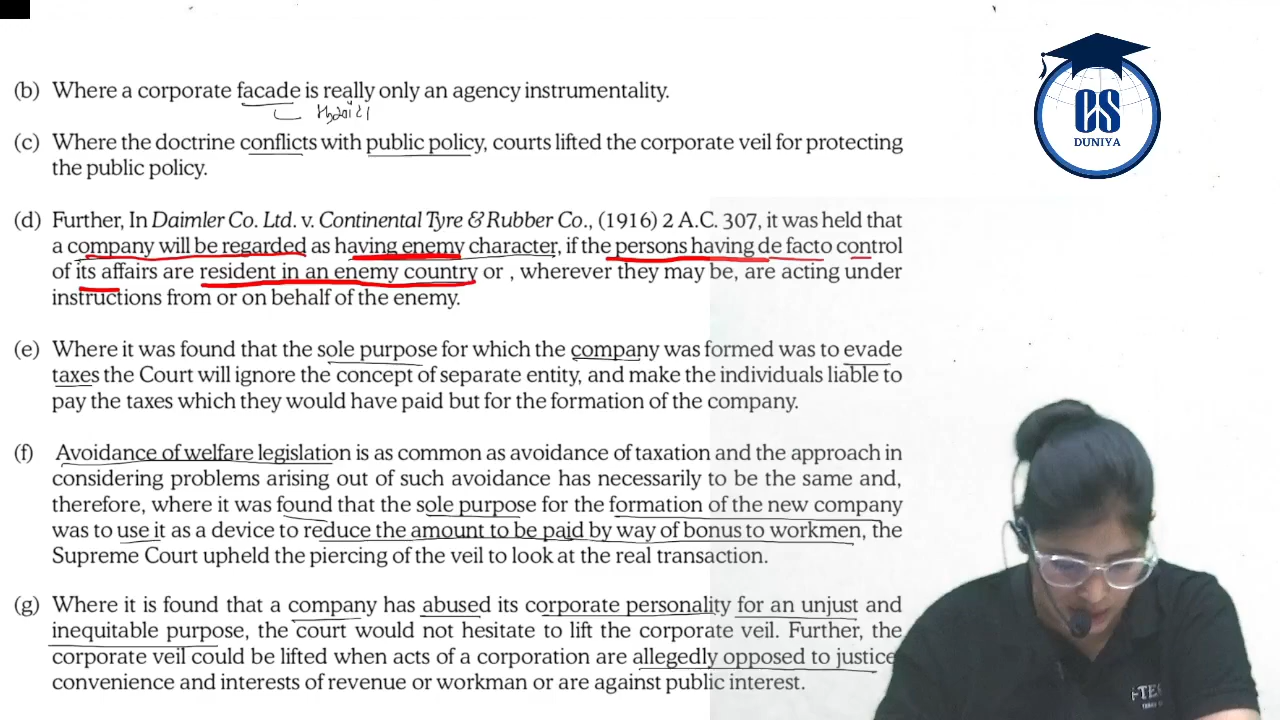 (b) Where a corporate facade is really only an agency instrumentality.
(c) Where the doctrine conflicts with public policy, courts lifted the corporate veil for protecting
the public policy.
(d) Further, In Daimler Co. Ltd. v. Continental Tyre & Rubber Co., (1916) 2 A.C. 307, it was held that
a company will be regarded as having enemy character, if the persons having de facto control
of its affairs are resident in an enemy country or , wherever they may be, are acting under
instructions from or on behalf of the enemy.
(e) Where it was found that the sole purpose for which the company was formed was to evade
taxes the Court will ignore the concept of separate entity, and make the individuals liable to
pay the taxes which they would have paid but for the formation of the company.
(f) Avoidance of welfare legislation is as common as avoidance of taxation and the approach in
considering problems arising out of such avoidance has necessarily to be the same and,
therefore, where it was found that the sole purpose for the formation of the new company
was to use it as a device to reduce the amount to be paid by way of bonus to workmen, the
Supreme Court upheld the piercing of the veil to look at the real transaction.
(g) Where it is found that a company has abused its corporate personality for an unjust and
inequitable purpose, the court would not hesitate to lift the corporate veil. Further, the
corporate veil could be lifted when acts of a corporation are allegedly opposed to justice
convenience and interests of revenue or workman or are against public interest.
CS
DUNIYA